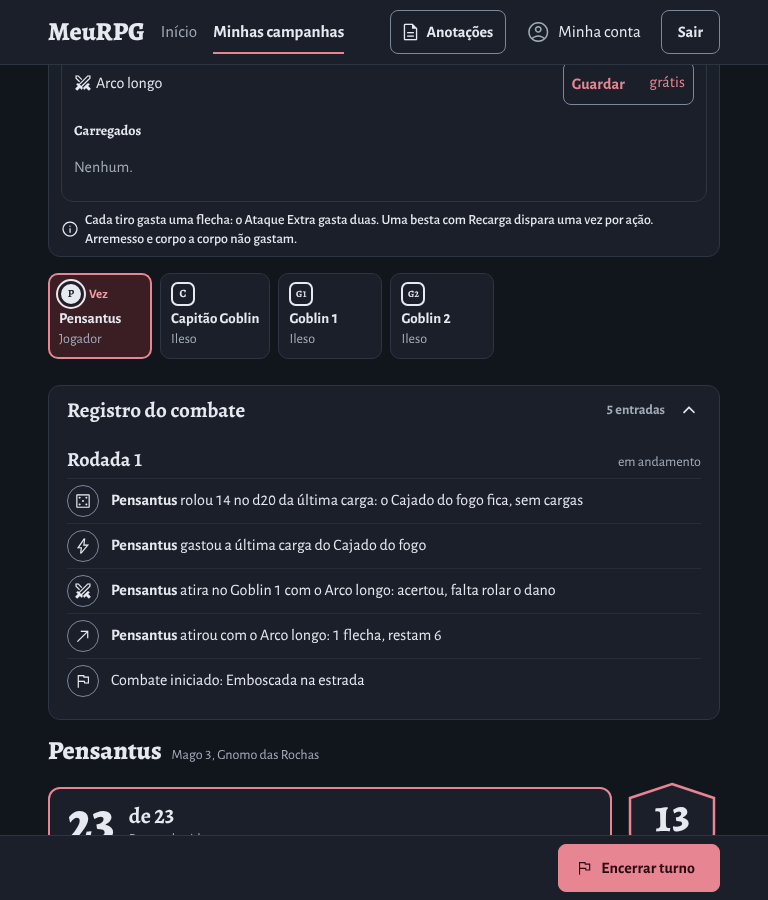 MeuRPG
Início
Minhas campanhas
Anotações
Minha conta
Sair
Arco longo
Guardar grátis
Carregados
Nenhum.
Cada tiro gasta uma flecha: o Ataque Extra gasta duas. Uma besta com Recarga dispara uma vez por ação.
Arremesso e corpo a corpo não gastam.
P Vez
Pensantus
Jogador
C
Capitão Goblin
Ileso
G1
Goblin 1
Ileso
G2
Goblin 2
Ileso
Registro do combate
5 entradas
Rodada 1
em andamento
Pensantus rolou 14 no d20 da última carga: o Cajado do fogo fica, sem cargas
Pensantus gastou a última carga do Cajado do fogo
Pensantus atira no Goblin 1 com o Arco longo: acertou, falta rolar o dano
Pensantus atirou com o Arco longo: 1 flecha, restam 6
Combate iniciado: Emboscada na estrada
Pensantus Mago 3, Gnomo das Rochas
23 de 23
13
Encerrar turno